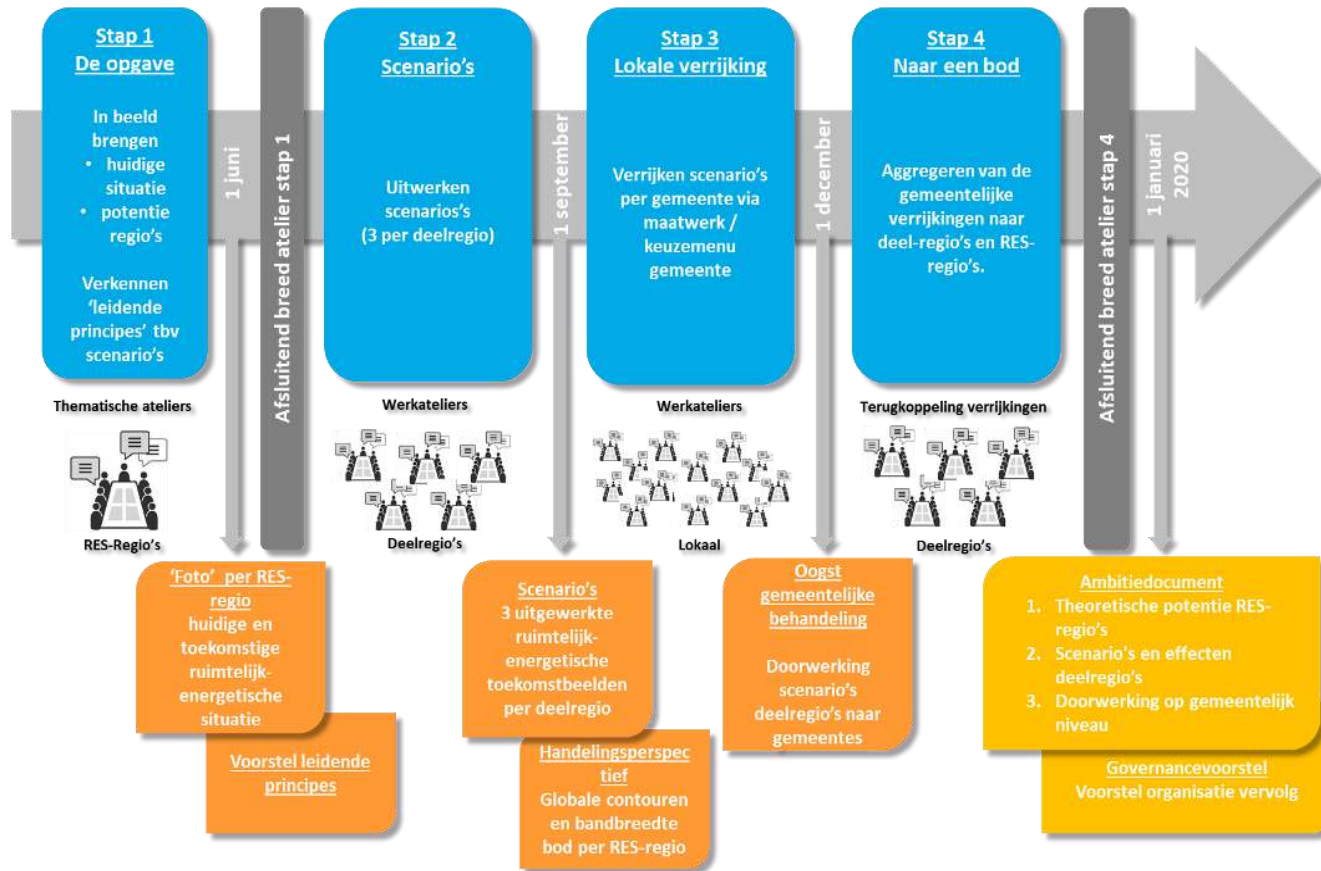 Stap 1
De opgave
In beeld
brengen
• huidige
situatie
• potentie
regio's
Verkennen
'leidende
principes' tbv
scenario's
1 juni
Afsluitend breed atelier stap 1
Stap 2
Scenario's
Uitwerken
scenarios's
(3 per deelregio)
1 september
Stap 3
Lokale verrijking
Verrijken scenario's
per gemeente via
maatwerk /
keuzemenu
gemeente
1 december
Stap 4
Naar een bod
Aggregeren van de
gemeentelijke
verrijkingen naar
deel-regio's en RES-
regio's.
Afsluitend breed atelier stap 4
1 januari
2020
Thematische ateliers
RES-Regio's
Werkateliers
Deelregio's
Werkateliers
Lokaal
Terugkoppeling verrijkingen
Deelregio's
'Foto' per RES-
regio
huidige en
toekomstige
ruimtelijk-
energetische
situatie
Voorstel leidende
principes
Scenario's
3 uitgewerkte
ruimtelijk-
energetische
toekomstbeelden
per deelregio
Handelingsperspec
tief
Globale contouren
en bandbreedte
bod per RES-regio
Oogst
gemeentelijke
behandeling
Doorwerking
scenario's
deelregio's naar
gemeentes
Ambitiedocument
1. Theoretische potentie RES-
regio's
2. Scenario's en effecten
deelregio's
3. Doorwerking op gemeentelijk
niveau
Governancevoorstel
Voorstel organisatie vervolg